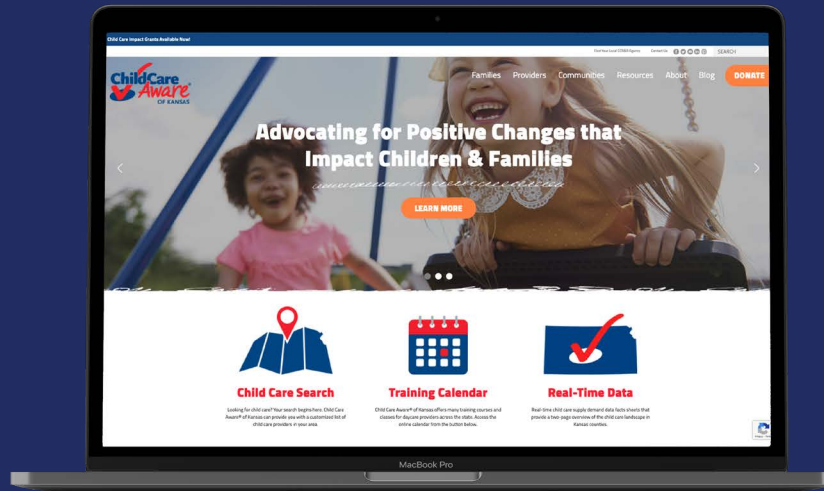 Child Care Impact Grants Available Now!
Find Your Local CCR&R Agency Contact Us SEARCH
ChildCare
Aware®
OF KANSAS
Families Providers Communities Resources About Blog DONATE
Advocating for Positive Changes that
Impact Children & Families
LEARN MORE
Child Care Search
Looking for child care? Your search begins here. Child Care
Aware® of Kansas can provide you with a customized list of
child care providers in your area.
Training Calendar
Child Care Aware® of Kansas offers many training courses and
classes for daycare providers across the state. Access the
online calendar from the button below.
Real-Time Data
Real-time child care supply demand data facts sheets that
provide a two-page overview of the child care landscape in
Kansas counties.
MacBook Pro